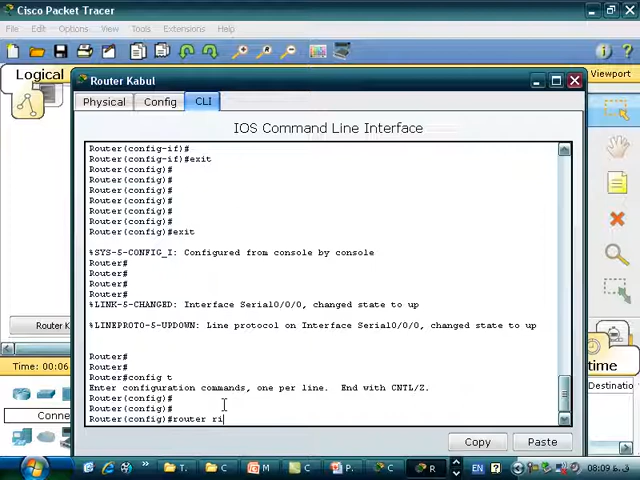 Cisco Packet Tracer
File Edit Options View Tools Extensions Help
Logical
Viewport
Router Kabul
Physical Config CLI
IOS Command Line Interface
Router(config-if)#
Router(config-if)#exit
Router(config)#
Router(config)#
Router(config)#
Router(config)#
Router(config)#
Router(config)#exit
%SYS-5-CONFIG_I: Configured from console by console
Router#
Router#
Router#
Router#
%LINK-5-CHANGED: Interface Serial0/0/0, changed state to up
%LINEPROTO-5-UPDOWN: Line protocol on Interface Serial0/0/0, changed state to up
Router#
Router#
Router#config t
Enter configuration commands, one per line. End with CNTL/Z.
Router(config)#
Router(config)#
Router(config)#router ri
Copy Paste
Router K
Time: 00:06
ltime
Conne
Destinatio
T. C M P. C R EN 08:09